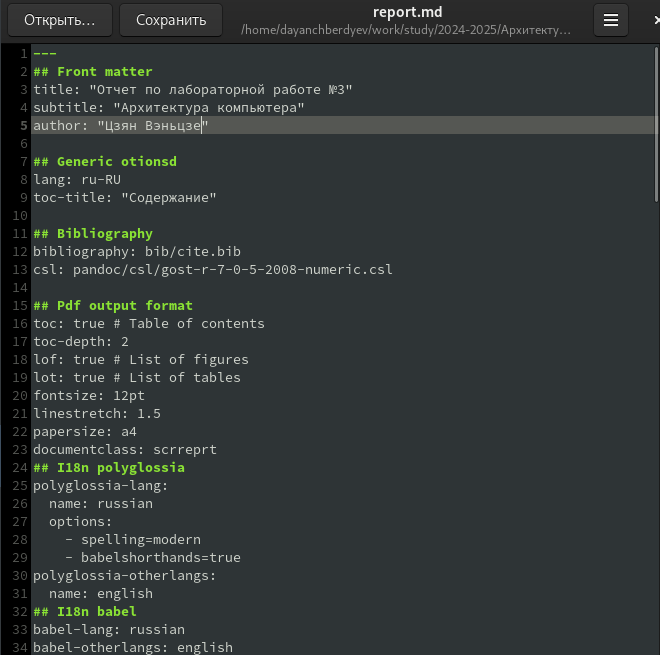 Открыть...
Сохранить
report.md
/home/dayanchberdyev/work/study/2024-2025/Архитекту...
1 ---
2 ## Front matter
3 title: "Отчет по лабораторной работе №3"
4 subtitle: "Архитектура компьютера"
5 author: "Цзян Вэньцзе"
6
7 ## Generic otionsd
8 lang: ru-RU
9 toc-title: "Содержание"
10
11 ## Bibliography
12 bibliography: bib/cite.bib
13 csl: pandoc/csl/gost-r-7-0-5-2008-numeric.csl
14
15 ## Pdf output format
16 toc: true # Table of contents
17 toc-depth: 2
18 lof: true # List of figures
19 lot: true # List of tables
20 fontsize: 12pt
21 linestretch: 1.5
22 papersize: a4
23 documentclass: scrreprt
24 ## I18n polyglossia
25 polyglossia-lang:
26   name: russian
27   options:
28     - spelling=modern
29     - babelshorthands=true
30 polyglossia-otherlangs:
31   name: english
32 ## I18n babel
33 babel-lang: russian
34 babel-otherlangs: english